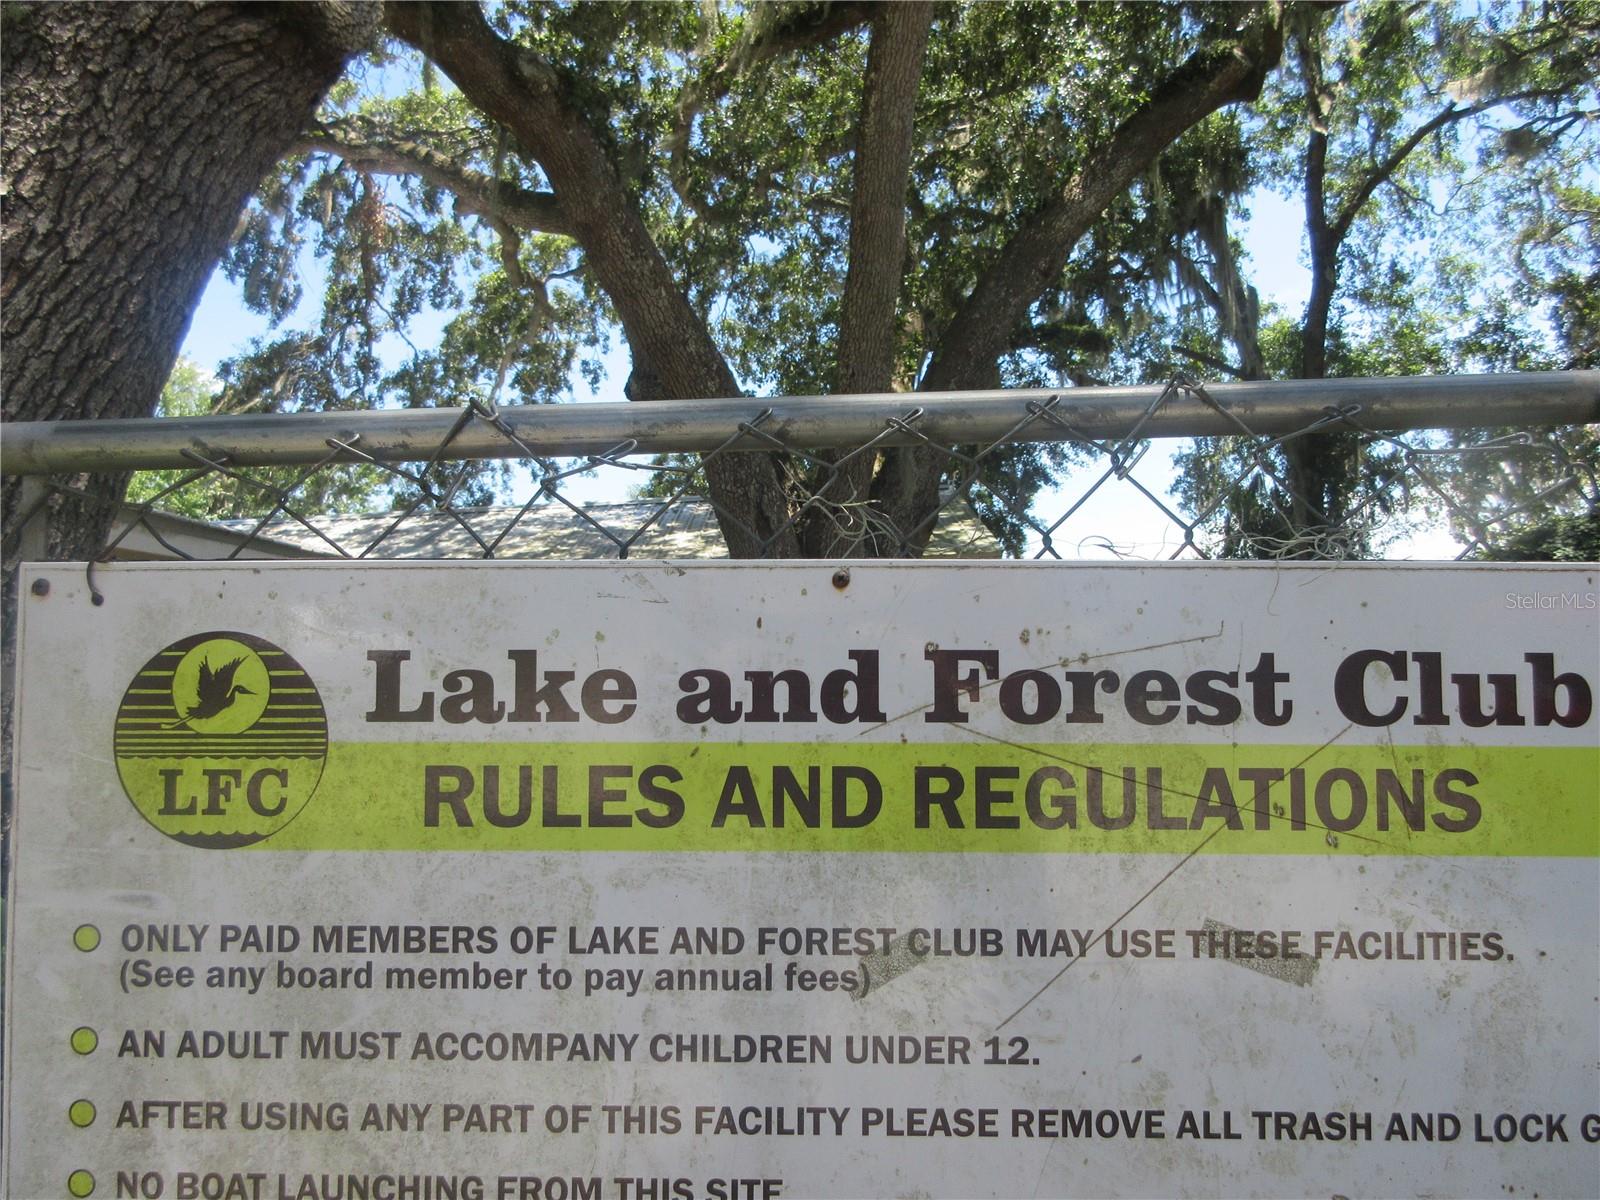 StellarMLS
Lake and Forest Club
LFC
RULES AND REGULATIONS
ONLY PAID MEMBERS OF LAKE AND FOREST CLUB MAY USE THESE FACILITIES.
(See any board member to pay annual fees)
AN ADULT MUST ACCOMPANY CHILDREN UNDER 12.
AFTER USING ANY PART OF THIS FACILITY PLEASE REMOVE ALL TRASH AND LOCK G
NO BOAT LAUNCHING FROM THIS SITE